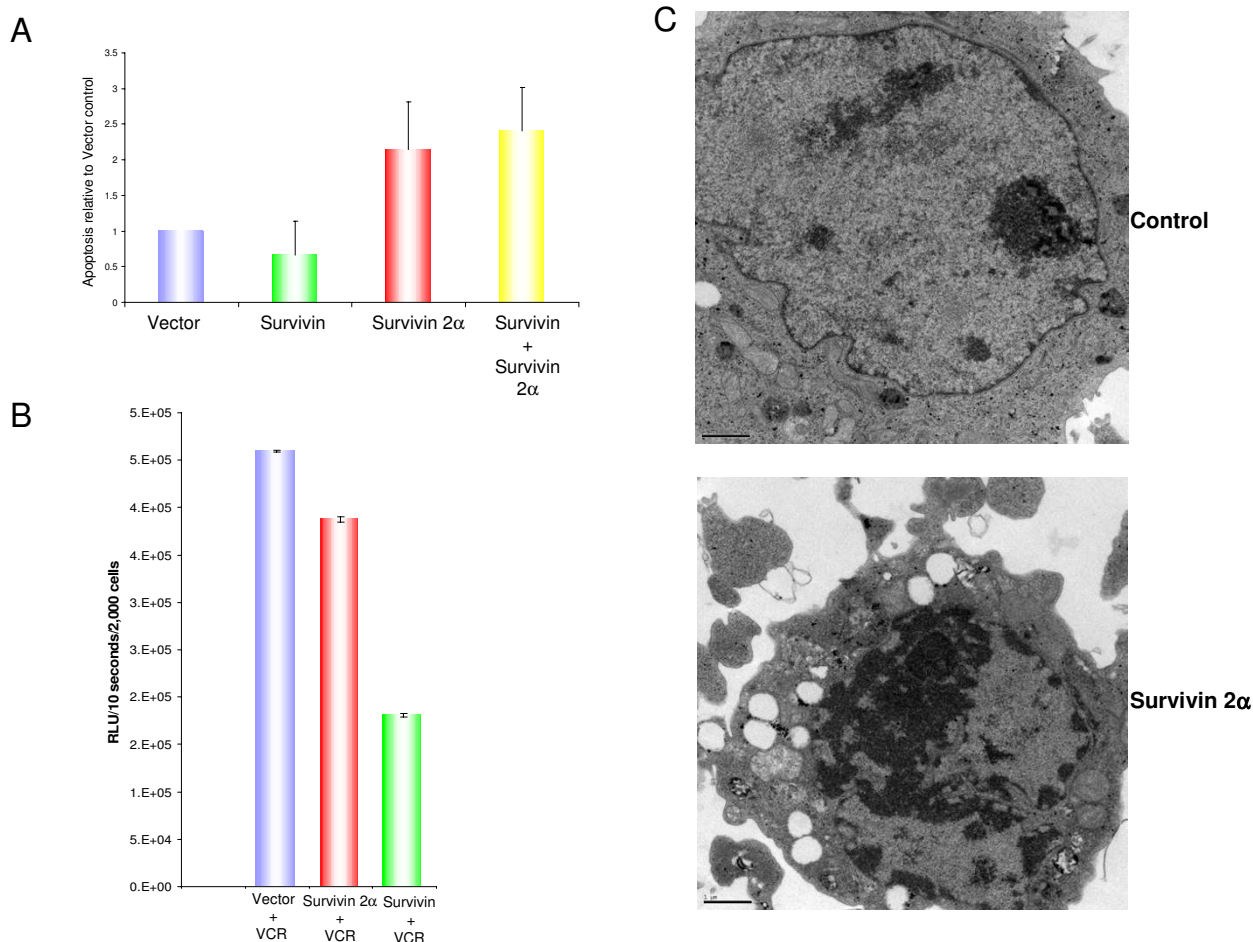 A
Apoptosis relative to Vector control
3.5
3
2.5
2
1.5
1
0.5
0
Vector
Survivin
Survivin 2α
Survivin
+
Survivin
2α
B
RLU/10 seconds/2,000 cells
5.E+05
5.E+05
4.E+05
4.E+05
3.E+05
3.E+05
2.E+05
2.E+05
1.E+05
5.E+04
0.E+00
Vector
+
VCR
Survivin 2α
+
VCR
Survivin
+
VCR
C
Control
Survivin 2α
1 µm